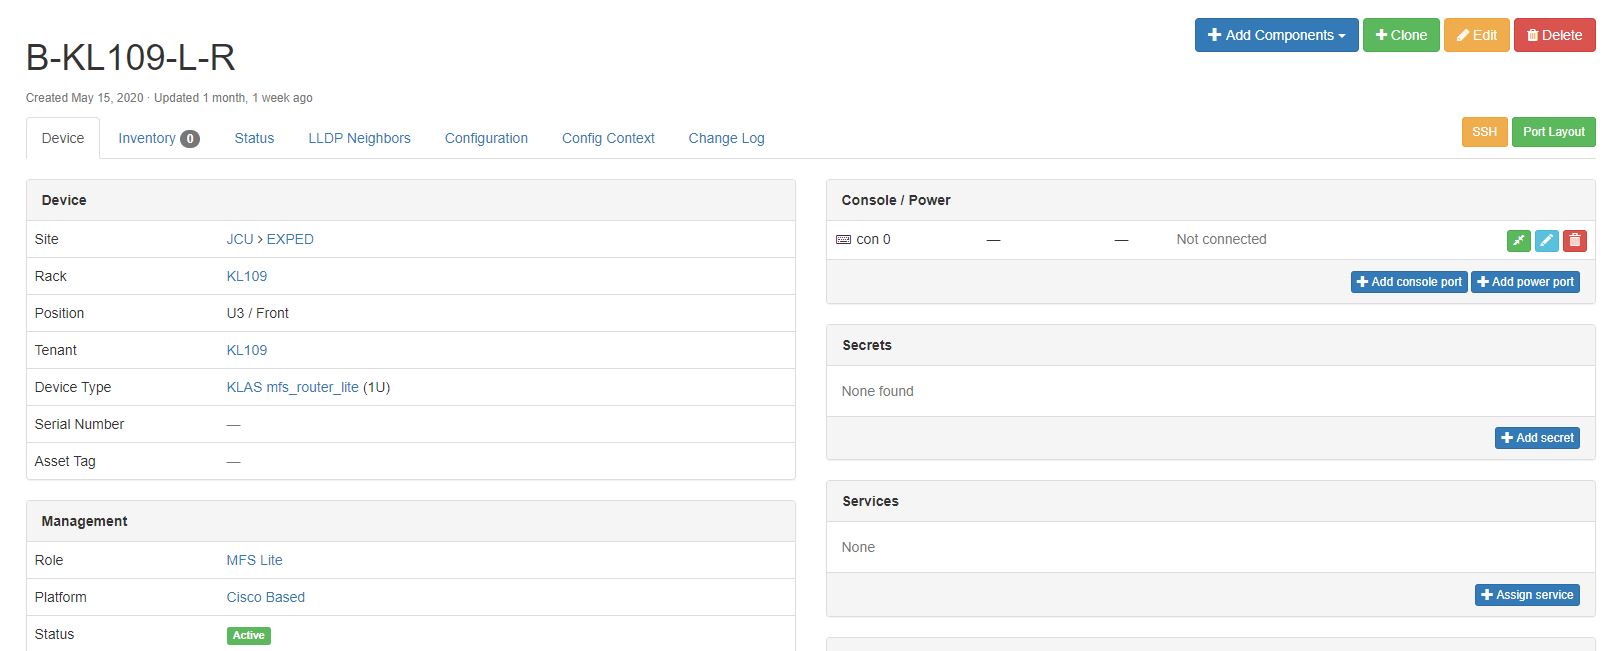 Add Components
Clone
Edit
Delete
B-KL109-L-R
Created May 15, 2020 · Updated 1 month, 1 week ago
Device
Inventory 0
Status
LLDP Neighbors
Configuration
Config Context
Change Log
SSH
Port Layout
Device
Site JCU › EXPED
Rack KL109
Position U3 / Front
Tenant KL109
Device Type KLAS mfs_router_lite (1U)
Serial Number —
Asset Tag —
Management
Role MFS Lite
Platform Cisco Based
Status Active
Console / Power
con 0 — — Not connected
Add console port
Add power port
Secrets
None found
Add secret
Services
None
Assign service